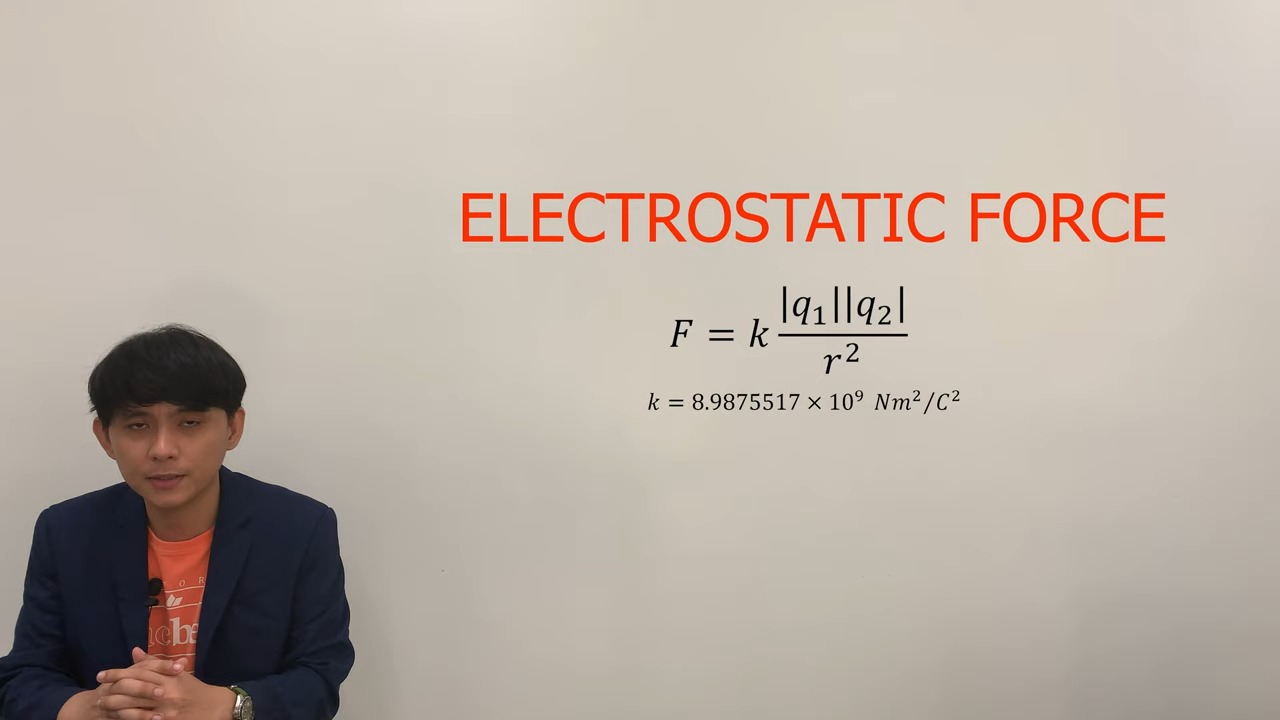 ELECTROSTATIC FORCE
F = k |q₁||q₂| / r²
k = 8.9875517 × 10⁹ Nm²/C²
O R